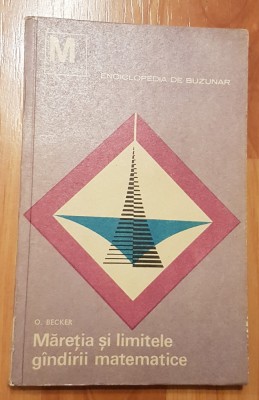 M
ENCICLOPEDIA DE BUZUNAR
O. BECKER
Măreția și limitele
gîndirii matematice